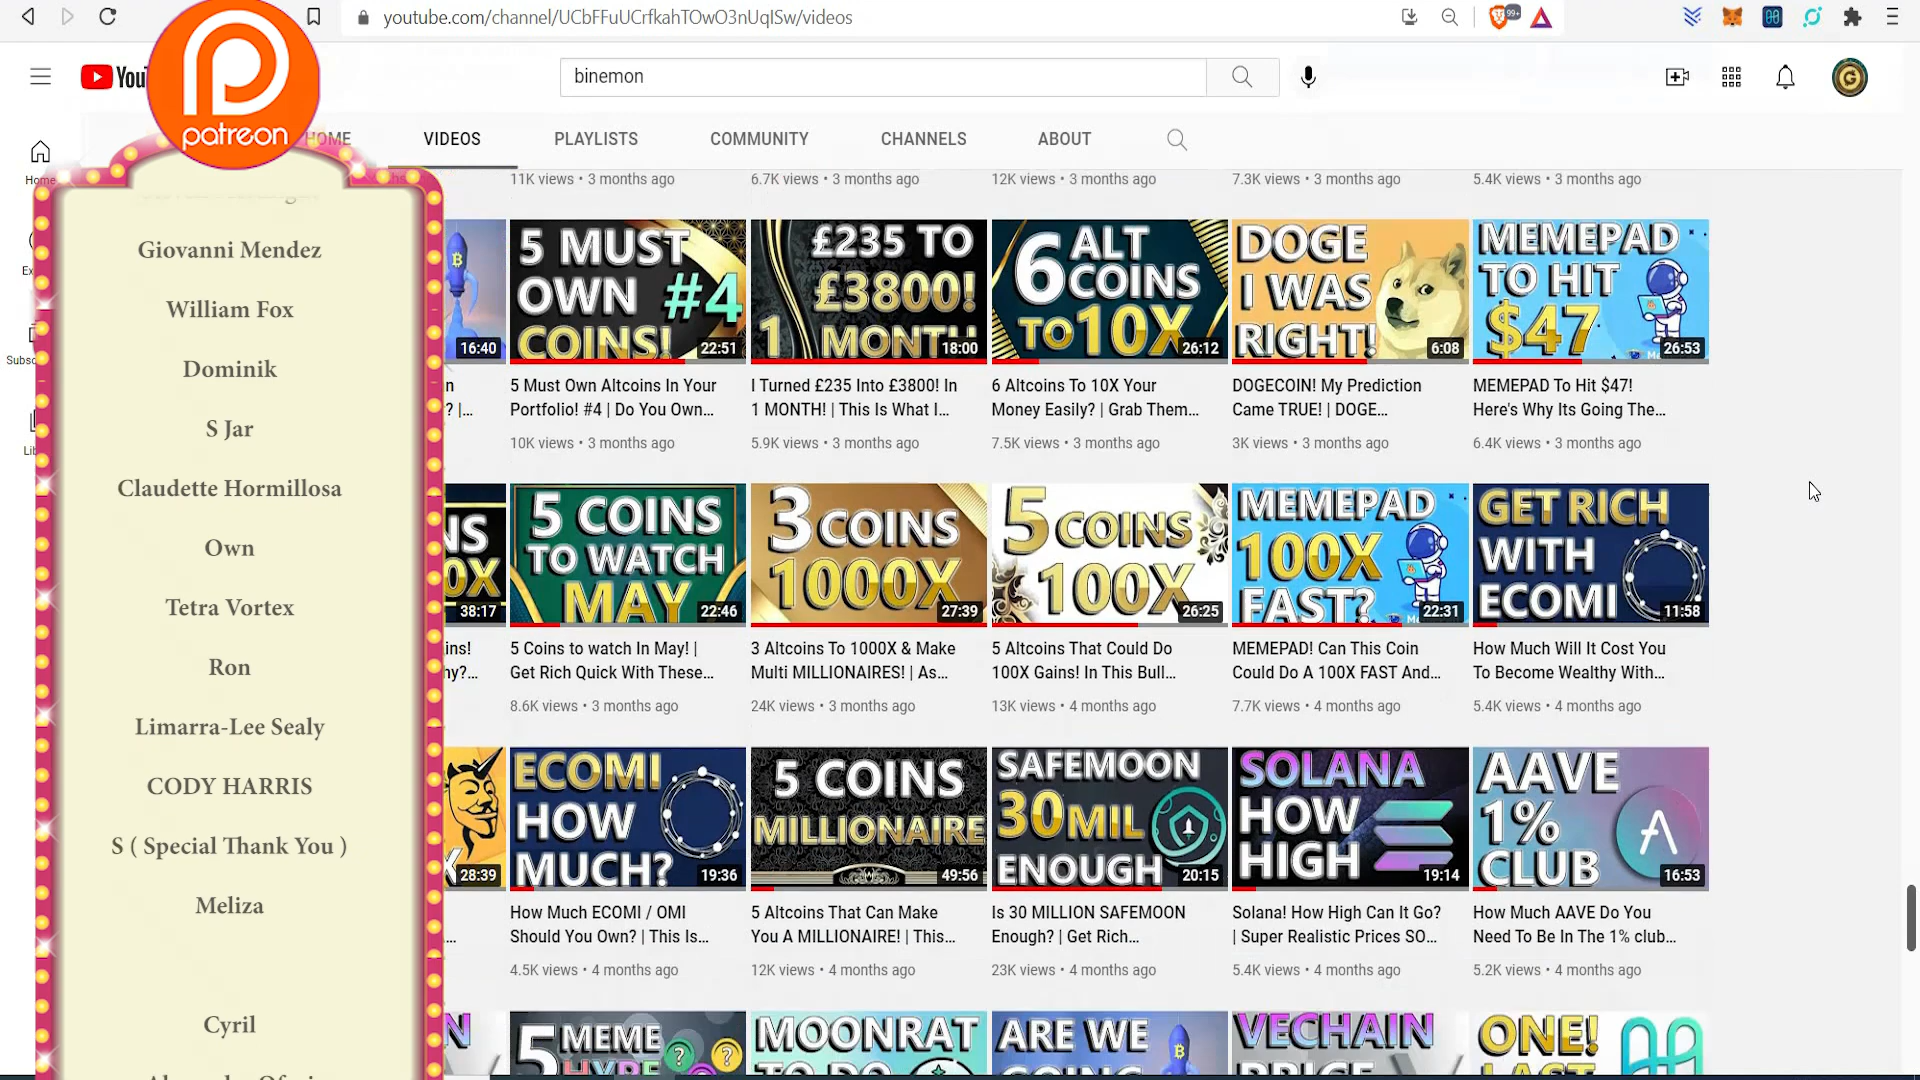 youtube.com/channel/UCbFFuUCrfkahTOwO3nUqISw/videos
99+
You
binemon
patreon
HOME
VIDEOS
PLAYLISTS
COMMUNITY
CHANNELS
ABOUT
Home
11K views • 3 months ago
6.7K views • 3 months ago
12K views • 3 months ago
7.3K views • 3 months ago
5.4K views • 3 months ago
Giovanni Mendez
William Fox
Dominik
S Jar
Claudette Hormillosa
Own
Tetra Vortex
Ron
Limarra-Lee Sealy
CODY HARRIS
S ( Special Thank You )
Meliza
Cyril
16:40
5 MUST
OWN #4
COINS!
22:51
£235 TO
£3800!
1 MONTH
18:00
6 ALT
COINS
TO 10X
26:12
DOGE
I WAS
RIGHT!
6:08
MEMEPAD
TO HIT
$47
26:53
5 Must Own Altcoins In Your
Portfolio! #4 | Do You Own...
10K views • 3 months ago
I Turned £235 Into £3800! In
1 MONTH! | This Is What I...
5.9K views • 3 months ago
6 Altcoins To 10X Your
Money Easily? | Grab Them...
7.5K views • 3 months ago
DOGECOIN! My Prediction
Came TRUE! | DOGE...
3K views • 3 months ago
MEMEPAD To Hit $47!
Here's Why Its Going The...
6.4K views • 3 months ago
38:17
5 COINS
TO WATCH
MAY
22:46
3 COINS
1000X
27:39
5 COINS
100X
26:25
MEMEPAD
100X
FAST?
22:31
GET RICH
WITH
ECOMI
11:58
5 Coins to watch In May! |
Get Rich Quick With These...
8.6K views • 3 months ago
3 Altcoins To 1000X & Make
Multi MILLIONAIRES! | As...
24K views • 3 months ago
5 Altcoins That Could Do
100X Gains! In This Bull...
13K views • 4 months ago
MEMEPAD! Can This Coin
Could Do A 100X FAST And...
7.7K views • 4 months ago
How Much Will It Cost You
To Become Wealthy With...
5.4K views • 4 months ago
28:39
ECOMI
HOW
MUCH?
19:36
5 COINS
MILLIONAIRE
49:56
SAFEMOON
30MIL
ENOUGH
20:15
SOLANA
HOW
HIGH
19:14
AAVE
1%
CLUB
16:53
How Much ECOMI / OMI
Should You Own? | This Is...
4.5K views • 4 months ago
5 Altcoins That Can Make
You A MILLIONAIRE! | This...
12K views • 4 months ago
Is 30 MILLION SAFEMOON
Enough? | Get Rich...
23K views • 4 months ago
Solana! How High Can It Go?
| Super Realistic Prices SO...
5.4K views • 4 months ago
How Much AAVE Do You
Need To Be In The 1% club...
5.2K views • 4 months ago
5 MEME
HYPE
MOONRAT
TO DO
ARE WE
GOING
VECHAIN
PRICE
ONE!
LAST